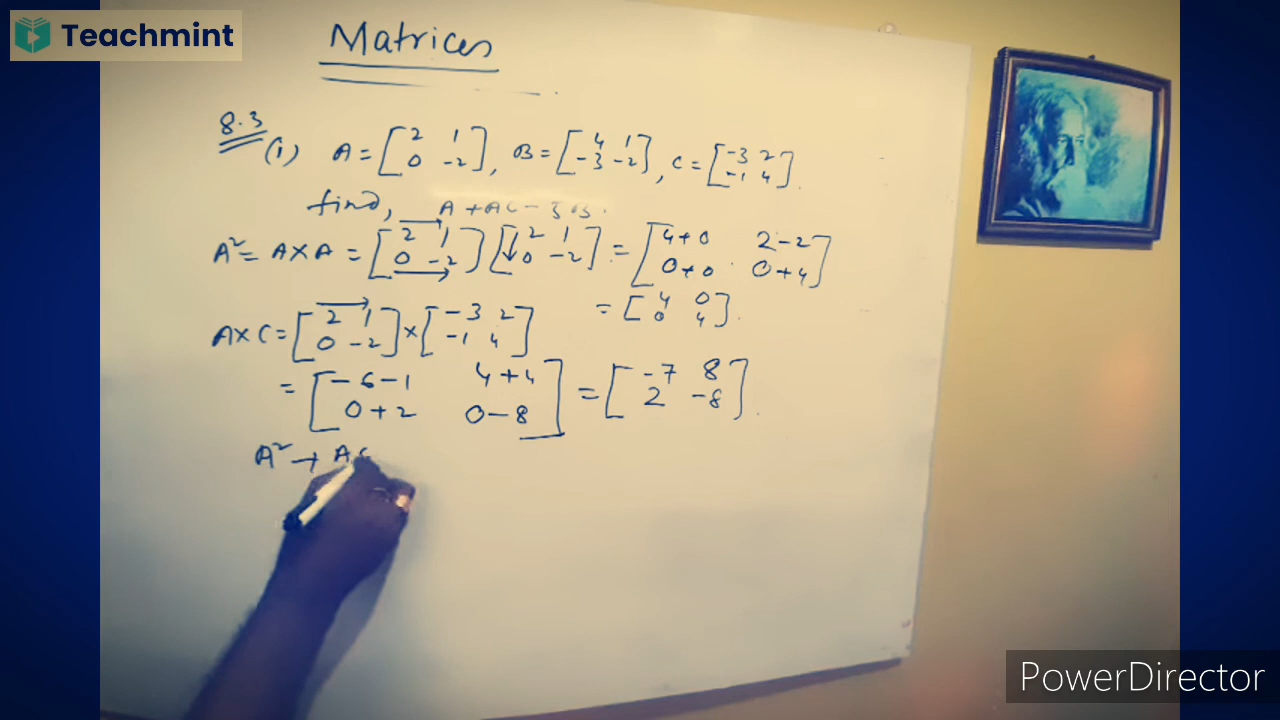 Teachmint
Matrices
8.3
(i) A = [2 1 0 -2], B = [4 1 -3 -2], C = [-3 2 -1 4].
find, A + AC - 3B.
A² = A×A = [2 1 0 -2] [2 1 0 -2] = [4+0 2-2 0+0 0+4]
= [4 0 0 4].
A×C = [2 1 0 -2] × [-3 2 -1 4]
= [-6-1 4+4 0+2 0-8] = [-7 8 2 -8].
A² + AC
PowerDirector